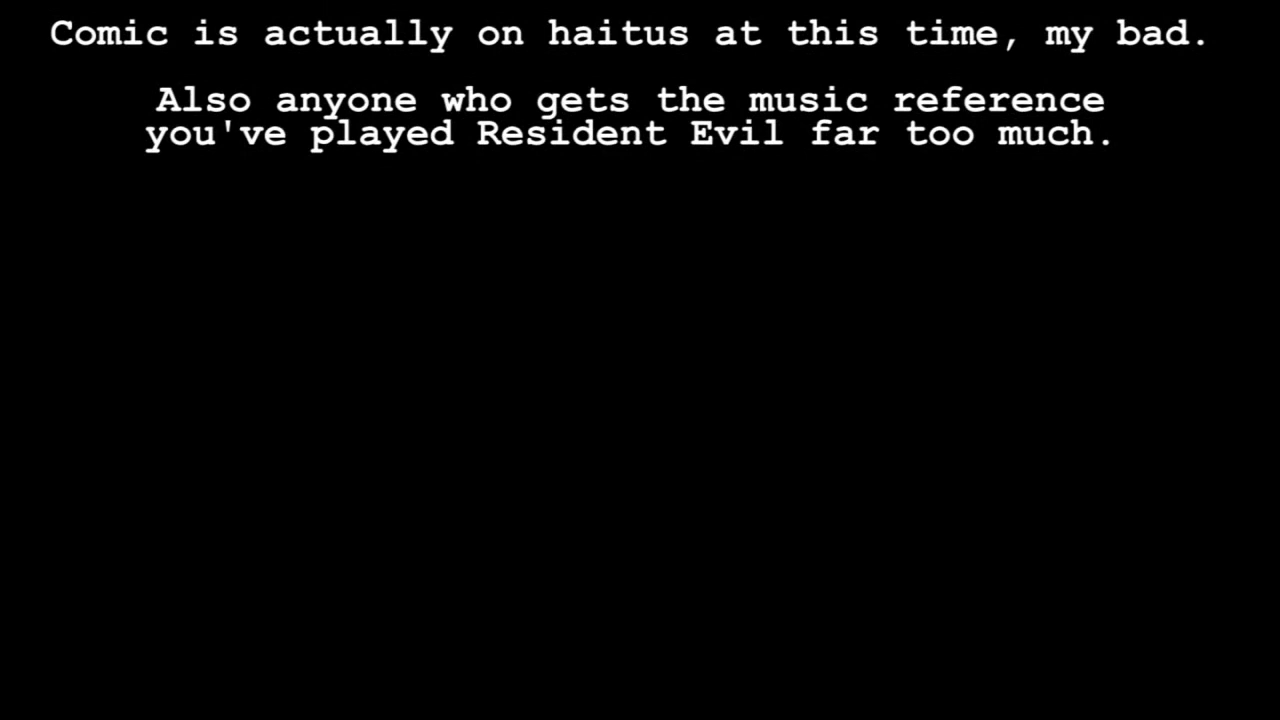 Comic is actually on haitus at this time, my bad.
Also anyone who gets the music reference
you've played Resident Evil far too much.